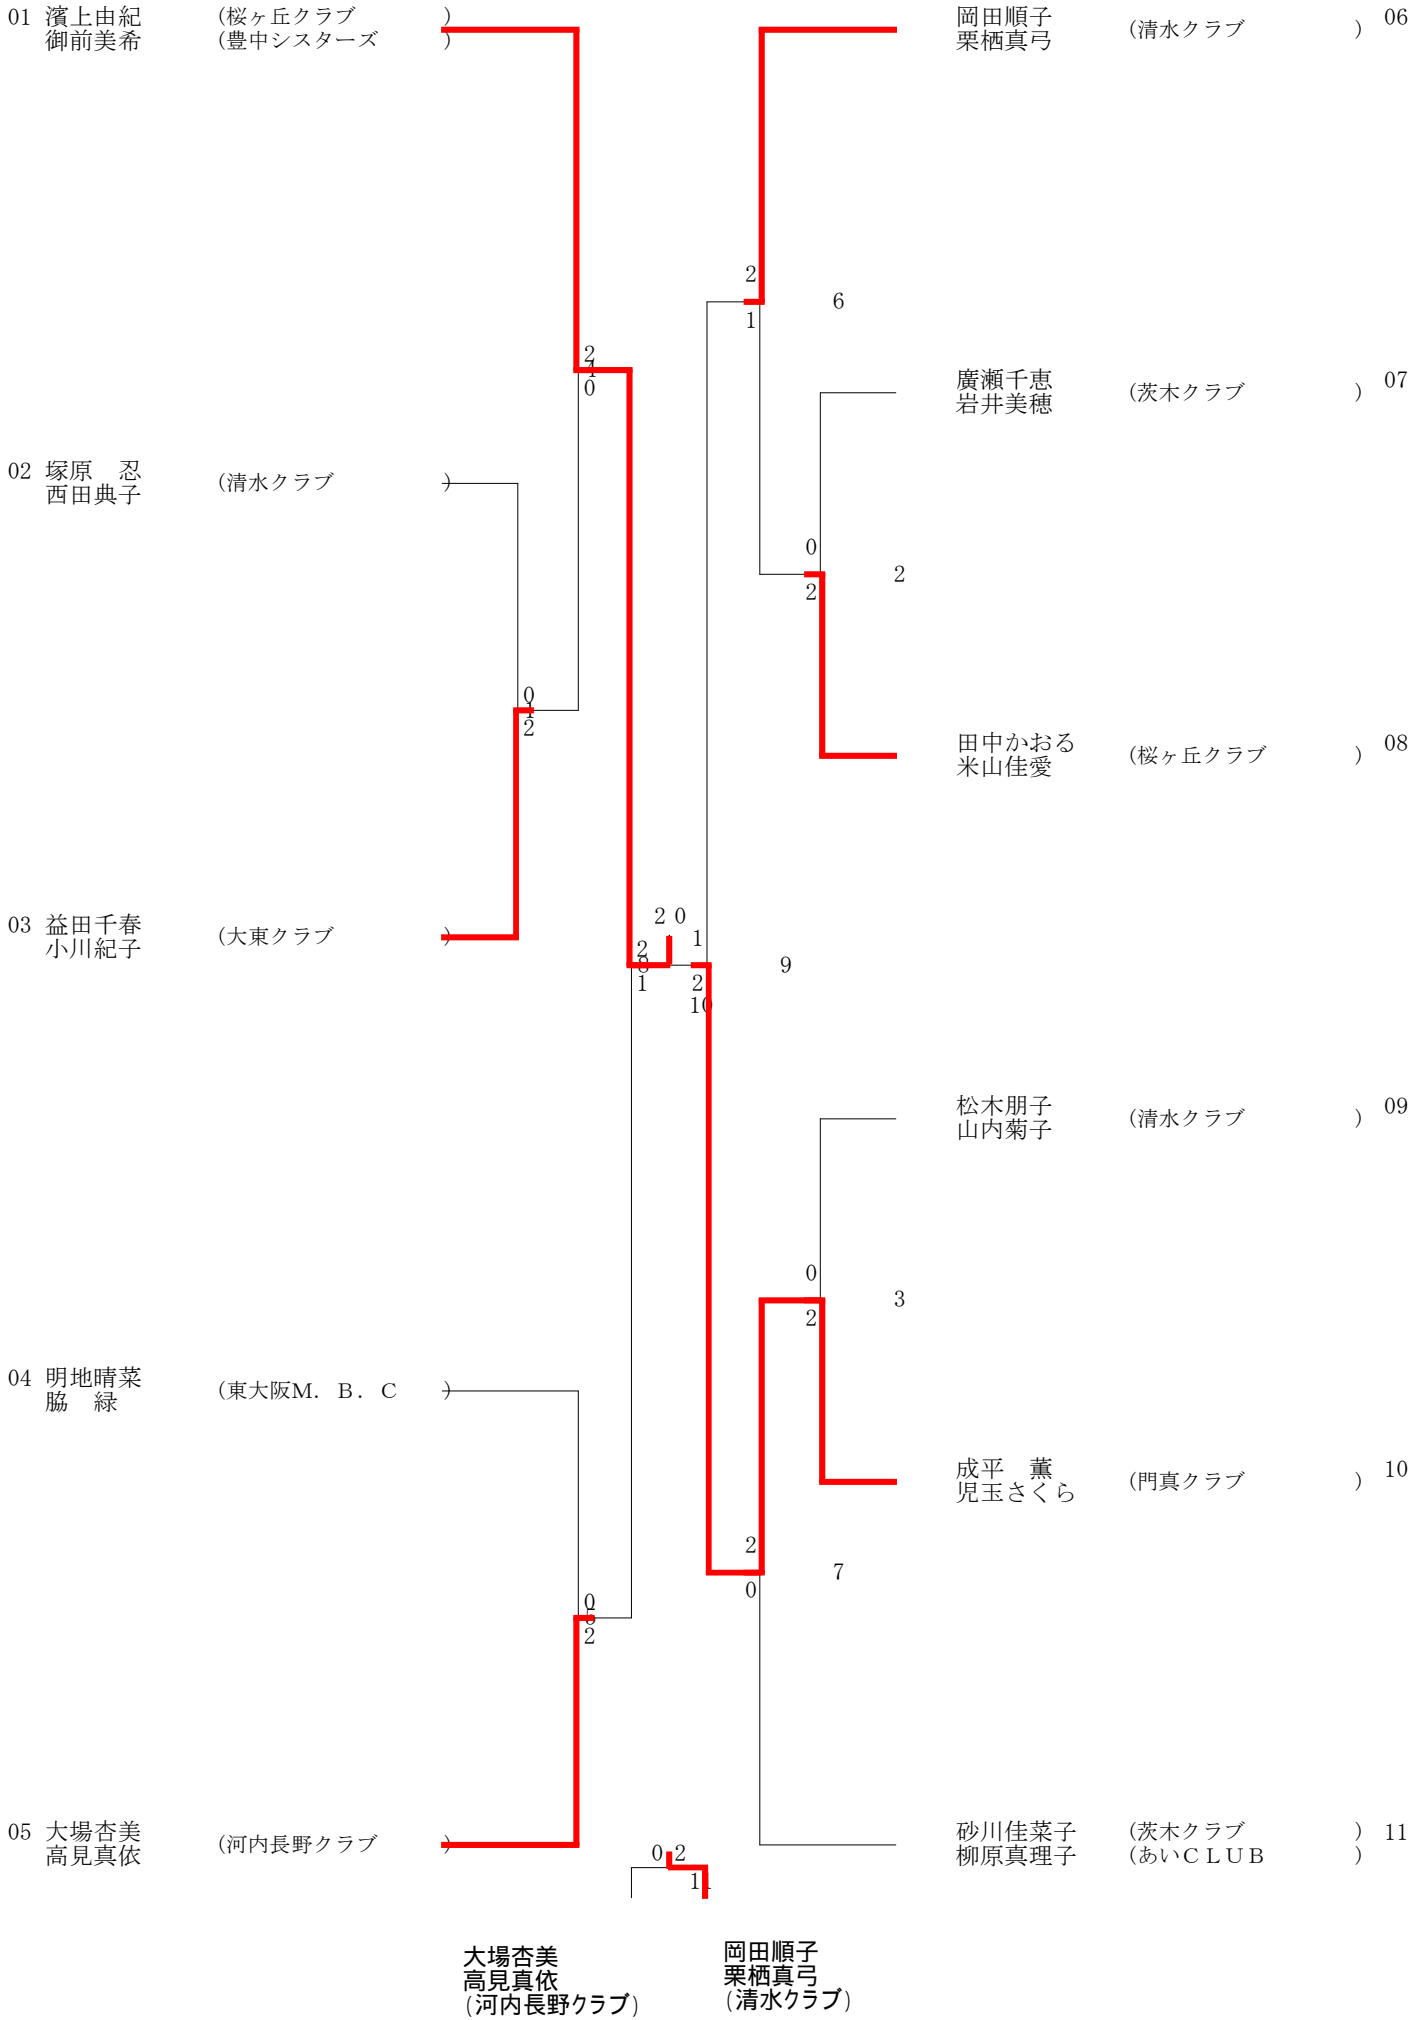 01 濱上由紀 (桜ヶ丘クラブ )
御前美希 (豊中シスターズ )
岡田順子 (清水クラブ ) 06
栗栖真弓
2
6
1
2
4
0
廣瀬千恵 (茨木クラブ ) 07
岩井美穂
02 塚原 忍 (清水クラブ )
西田典子
0
2
2
0
1
2
田中かおる (桜ヶ丘クラブ ) 08
米山佳愛
03 益田千春 (大東クラブ )
小川紀子
2 0
2 1
8 9
1 2
10
松木朋子 (清水クラブ ) 09
山内菊子
0
3
2
04 明地晴菜 (東大阪M．Ｂ．Ｃ )
脇 緑
成平 薫 (門真クラブ ) 10
児玉さくら
2
7
0
0
5
2
05 大場杏美 (河内長野クラブ )
高見真依
砂川佳菜子 (茨木クラブ ) 11
柳原真理子 (あいＣＬＵＢ )
0 2
11
大場杏美
高見真依
(河内長野クラブ)
岡田順子
栗栖真弓
(清水クラブ)